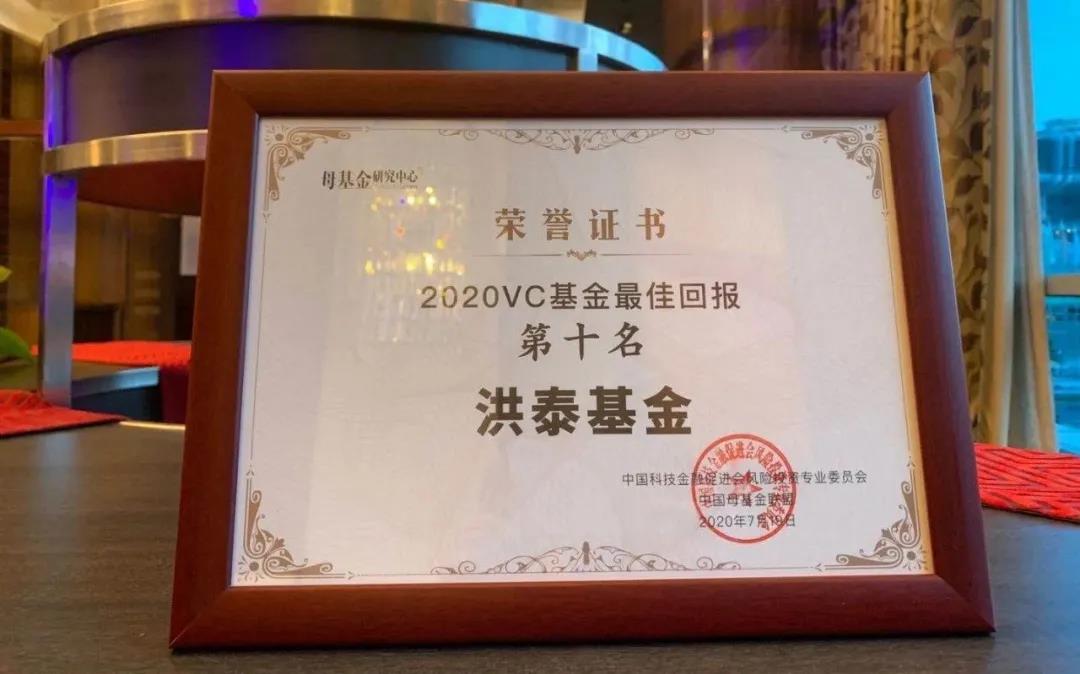 母基金研究中心
荣誉证书
2020VC基金最佳回报
第十名
洪泰基金
中国科技金融促进会风险投资专业委员会
中国母基金联盟
2020年7月19日